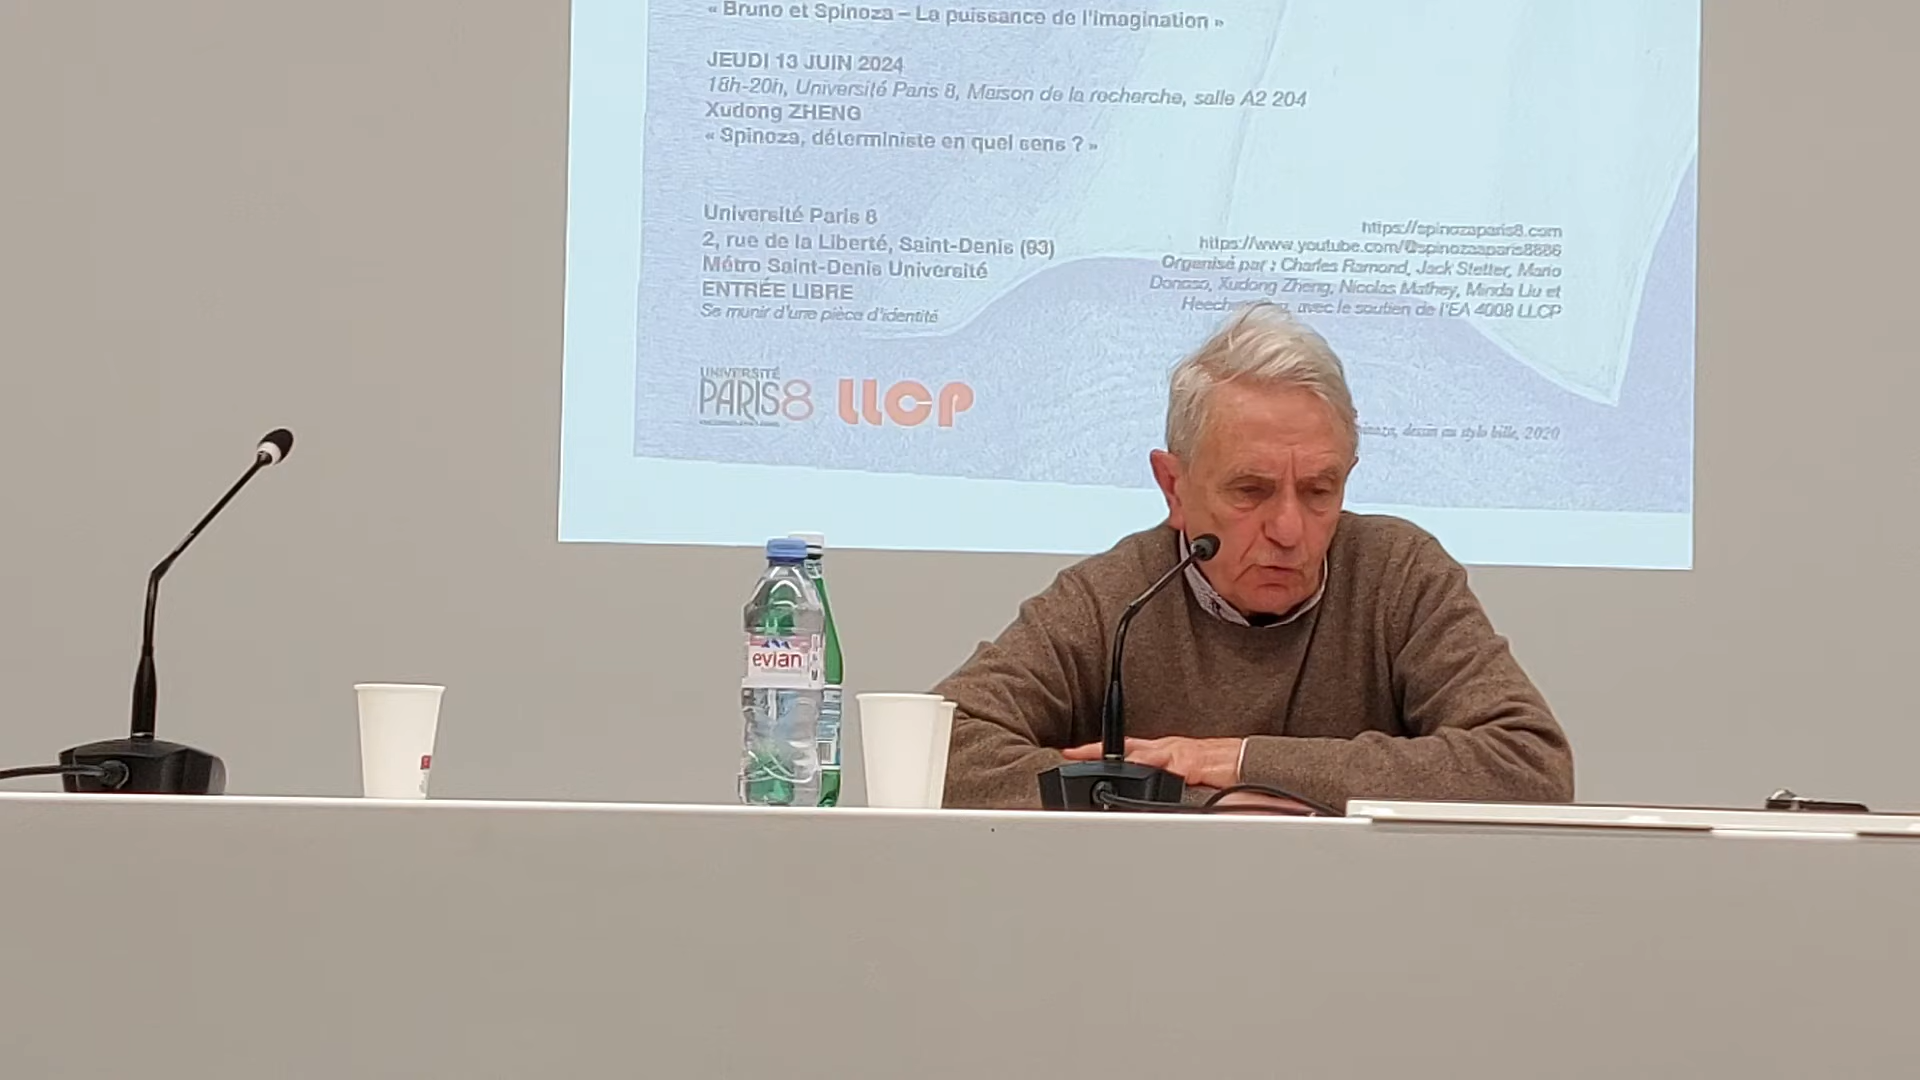 « Bruno et Spinoza – La puissance de l'imagination »
JEUDI 13 JUIN 2024
18h-20h, Université Paris 8, Maison de la recherche, salle A2 204
Xudong ZHENG
« Spinoza, déterministe en quel sens ? »
Université Paris 8
2, rue de la Liberté, Saint-Denis (93)
Métro Saint-Denis Université
ENTRÉE LIBRE
Se munir d'une pièce d'identité
https://spinozaparis8.com
https://www.youtube.com/@spinozaaparis8886
Organisé par : Charles Ramond, Jack Stetter, Mario
Donoso, Xudong Zheng, Nicolas Mathey, Minda Liu et
avec le soutien de l'EA 4008 LLCP
UNIVERSITÉ
PARIS8
LLCP
dessin au stylo bille, 2020
evian